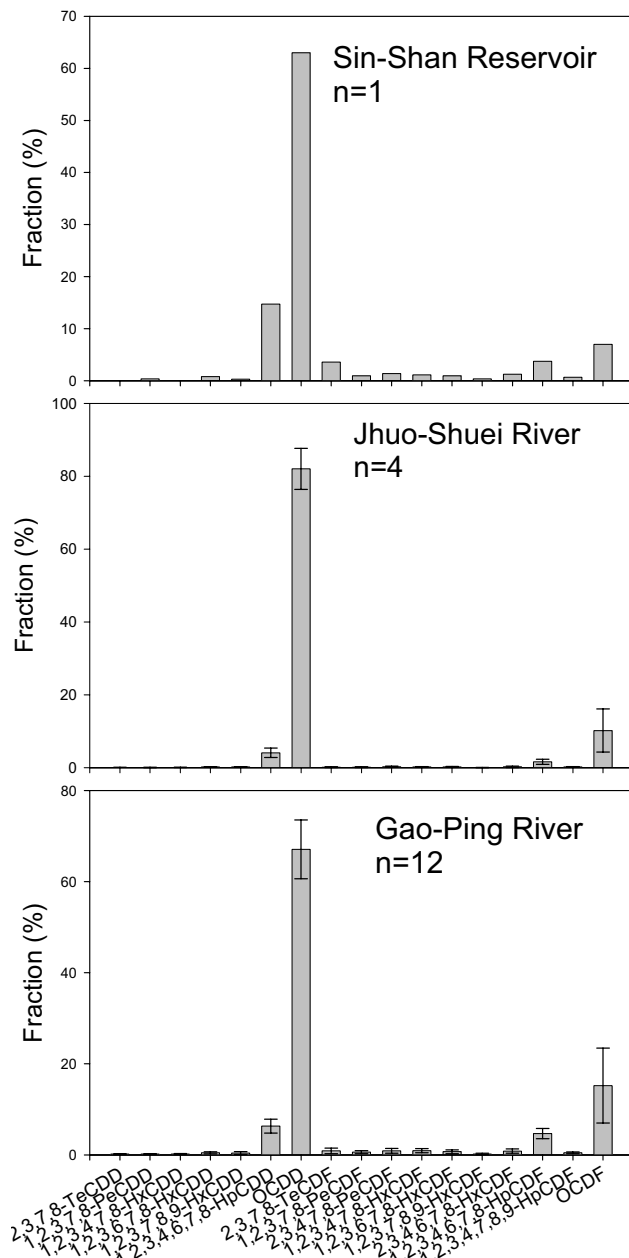 70
60
50
40
30
20
10
0
Fraction (%)
Sin-Shan Reservoir
n=1
100
80
60
40
20
0
Fraction (%)
Jhuo-Shuei River
n=4
80
60
40
20
0
Fraction (%)
Gao-Ping River
n=12
2,3,7,8-TeCDD
1,2,3,7,8-PeCDD
1,2,3,4,7,8-HxCDD
1,2,3,6,7,8-HxCDD
1,2,3,7,8,9-HxCDD
1,2,3,4,6,7,8-HpCDD
OCDD
2,3,7,8-TeCDF
1,2,3,7,8-PeCDF
2,3,4,7,8-PeCDF
1,2,3,4,7,8-HxCDF
1,2,3,6,7,8-HxCDF
1,2,3,7,8,9-HxCDF
2,3,4,6,7,8-HxCDF
1,2,3,4,6,7,8-HpCDF
1,2,3,4,7,8,9-HpCDF
OCDF